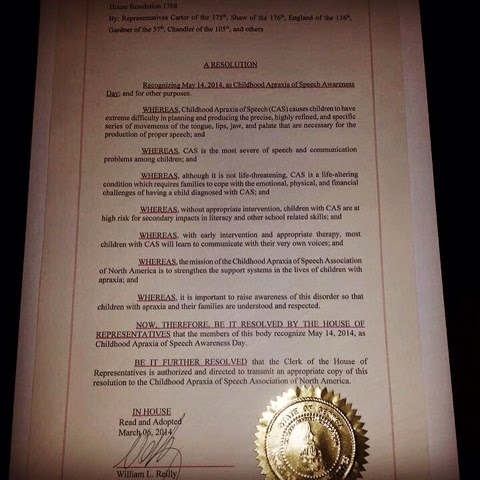 House Resolution 1708
By: Representatives Carter of the 175th, Shaw of the 176th, England of the 116th,
Gardner of the 57th, Chandler of the 105th, and others
A RESOLUTION
Recognizing May 14, 2014, as Childhood Apraxia of Speech Awareness
Day; and for other purposes.
WHEREAS, Childhood Apraxia of Speech (CAS) causes children to have
extreme difficulty in planning and producing the precise, highly refined, and specific
series of movements of the tongue, lips, jaw, and palate that are necessary for the
production of proper speech; and
WHEREAS, CAS is the most severe of speech and communication
problems among children; and
WHEREAS, although it is not life-threatening, CAS is a life-altering
condition which requires families to cope with the emotional, physical, and financial
challenges of having a child diagnosed with CAS; and
WHEREAS, without appropriate intervention, children with CAS are at
high risk for secondary impacts in literacy and other school related skills; and
WHEREAS, with early intervention and appropriate therapy, most
children with CAS will learn to communicate with their very own voices; and
WHEREAS, the mission of the Childhood Apraxia of Speech Association
of North America is to strengthen the support systems in the lives of children with
apraxia; and
WHEREAS, it is important to raise awareness of this disorder so that
children with apraxia and their families are understood and respected.
NOW, THEREFORE, BE IT RESOLVED BY THE HOUSE OF
REPRESENTATIVES that the members of this body recognize May 14, 2014, as
Childhood Apraxia of Speech Awareness Day.
BE IT FURTHER RESOLVED that the Clerk of the House of
Representatives is authorized and directed to transmit an appropriate copy of this
resolution to the Childhood Apraxia of Speech Association of North America.
IN HOUSE
Read and Adopted
March 06, 2014
William L. Reilly
STATE OF